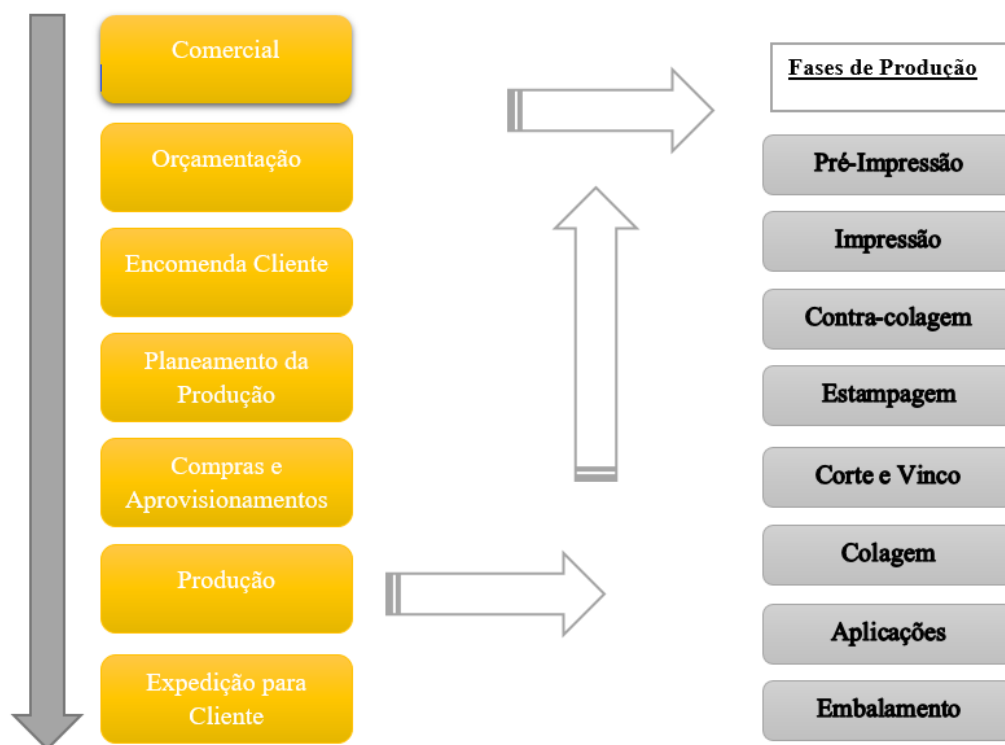 Comercial
Orçamentação
Encomenda Cliente
Planeamento da
Produção
Compras e
Aprovisionamentos
Produção
Expedição para
Cliente
Fases de Produção
Pré-Impressão
Impressão
Contra-colagem
Estampagem
Corte e Vinco
Colagem
Aplicações
Embalamento